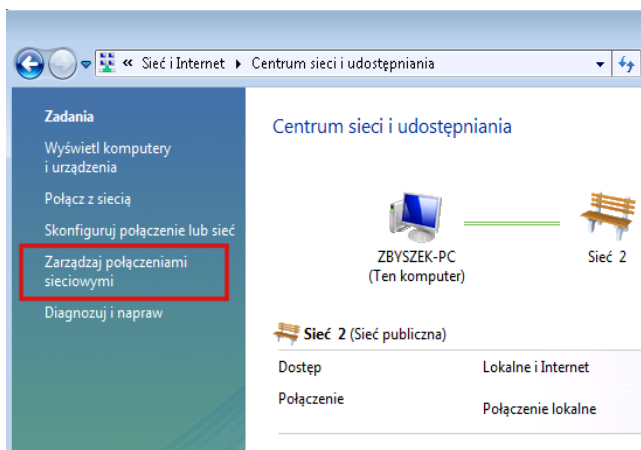 « Sieć i Internet ▸ Centrum sieci i udostępniania
Zadania
Wyświetl komputery
i urządzenia
Połącz z siecią
Skonfiguruj połączenie lub sieć
Zarządzaj połączeniami
sieciowymi
Diagnozuj i napraw
Centrum sieci i udostępniania
ZBYSZEK-PC
(Ten komputer)
Sieć 2
Sieć 2 (Sieć publiczna)
Dostęp Lokalne i Internet
Połączenie Połączenie lokalne